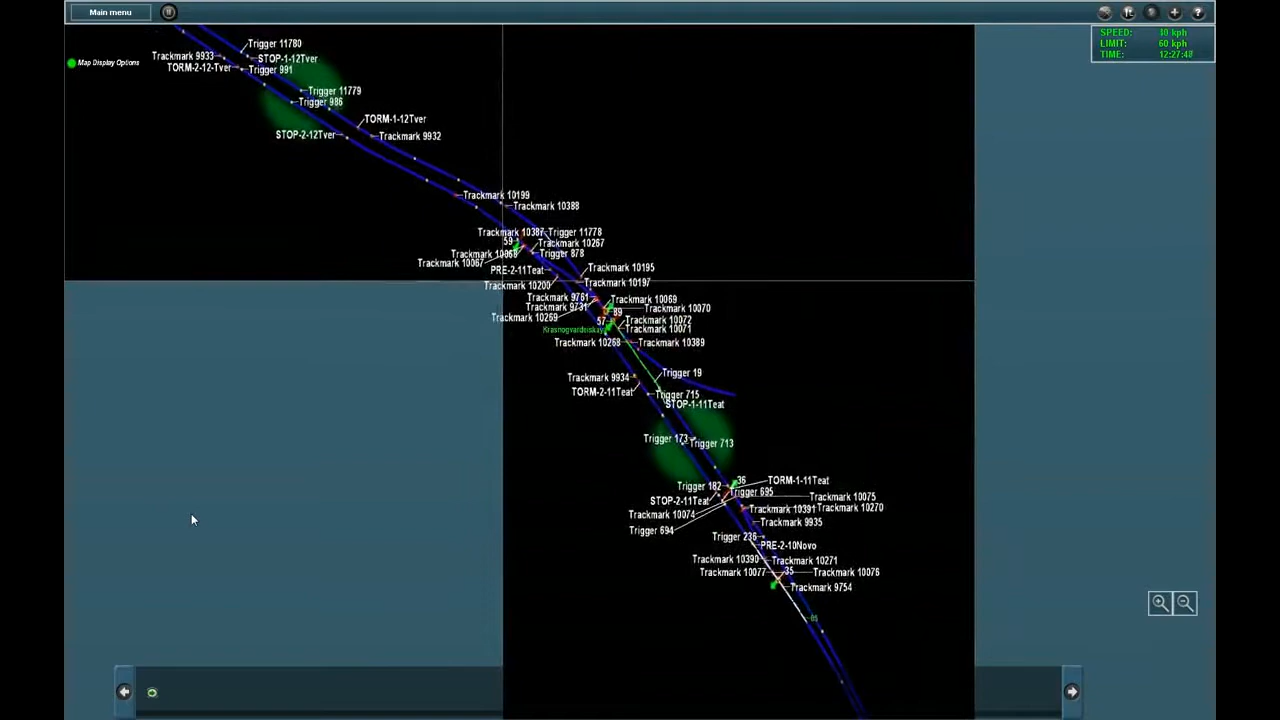 Main menu
SPEED: 10 kph
LIMIT: 60 kph
Map Display Options
Trigger 11780
Trackmark 9933
STOP-1-12Tver
TORM-2-12-Tver
Trigger 991
Trigger 11779
Trigger 986
TORM-1-12Tver
STOP-2-12Tver
Trackmark 9932
Trackmark 10199
Trackmark 10388
Trackmark 10387
Trigger 11778
59
Trackmark 10267
Trackmark 10068
Trigger 878
Trackmark 10067
PRE-2-11Teat
Trackmark 10195
Trackmark 10200
Trackmark 10197
Trackmark 9761
Trackmark 10069
Trackmark 9731
Trackmark 10070
89
Trackmark 10269
57
Trackmark 10072
Krasnogvardeiskay
Trackmark 10071
Trackmark 10268
Trackmark 10389
Trigger 19
Trackmark 9934
TORM-2-11Teat
Trigger 715
STOP-1-11Teat
Trigger 173
Trigger 713
36
TORM-1-11Teat
Trigger 182
Trigger 695
STOP-2-11Teat
Trackmark 10075
Trackmark 10391
Trackmark 10270
Trackmark 10074
Trackmark 9935
Trigger 694
Trigger 236
PRE-2-10Novo
Trackmark 10390
Trackmark 10271
Trackmark 10077
35
Trackmark 10076
Trackmark 9754